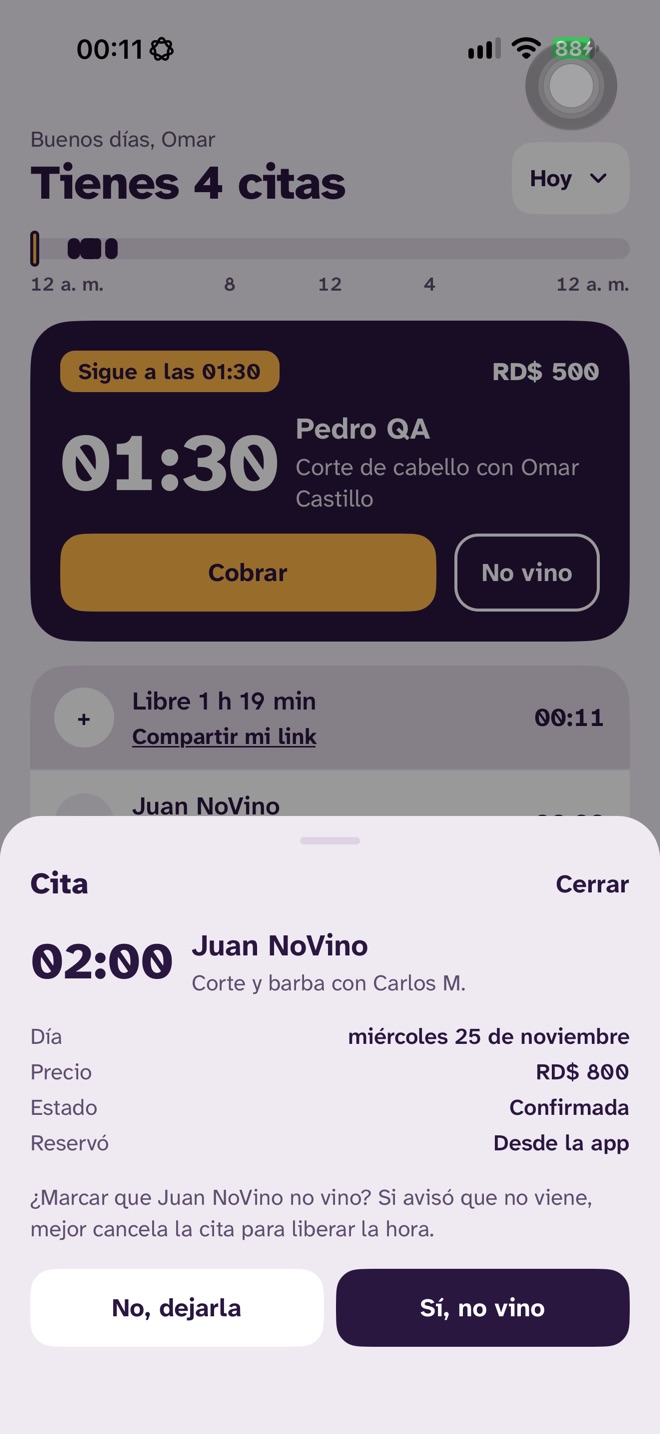 00:11
88
Buenos días, Omar
Tienes 4 citas
Hoy
12 a. m. 8 12 4 12 a. m.
Sigue a las 01:30
RD$ 500
01:30
Pedro QA
Corte de cabello con Omar
Castillo
Cobrar
No vino
+
Libre 1 h 19 min
Compartir mi link
00:11
Juan NoVino
Cita
Cerrar
02:00
Juan NoVino
Corte y barba con Carlos M.
Día miércoles 25 de noviembre
Precio RD$ 800
Estado Confirmada
Reservó Desde la app
¿Marcar que Juan NoVino no vino? Si avisó que no viene,
mejor cancela la cita para liberar la hora.
No, dejarla
Sí, no vino